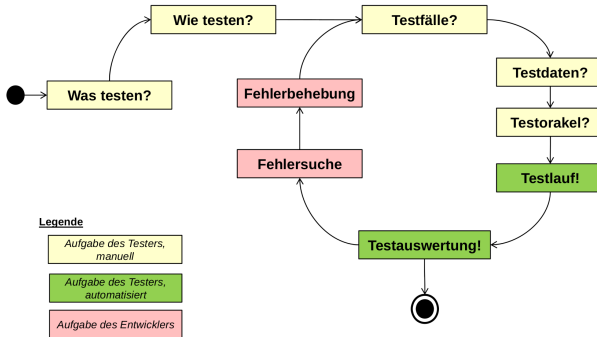 Wie testen?
Testfälle?
Was testen?
Fehlerbehebung
Testdaten?
Testorakel?
Fehlersuche
Testlauf!
Testauswertung!
Legende
Aufgabe des Testers,
manuell
Aufgabe des Testers,
automatisiert
Aufgabe des Entwicklers